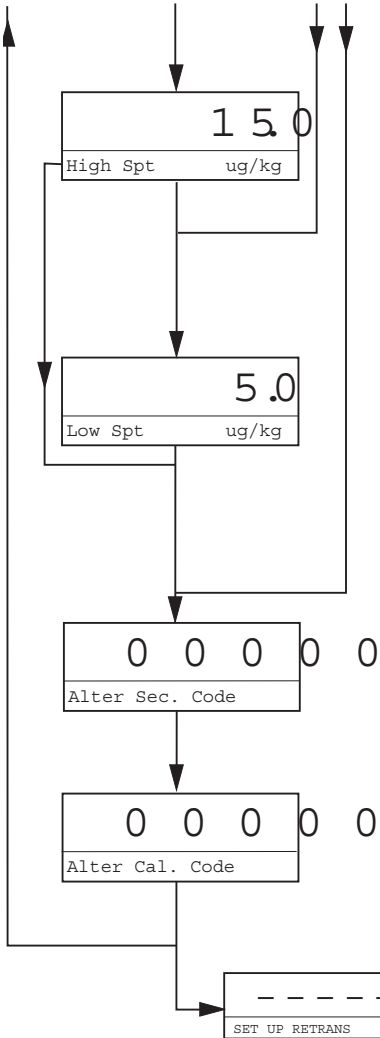 15.0
High Spt ug/kg
5.0
Low Spt ug/kg
0 0 0 0 0
Alter Sec. Code
0 0 0 0 0
Alter Cal. Code
– – – –
SET UP RETRANS